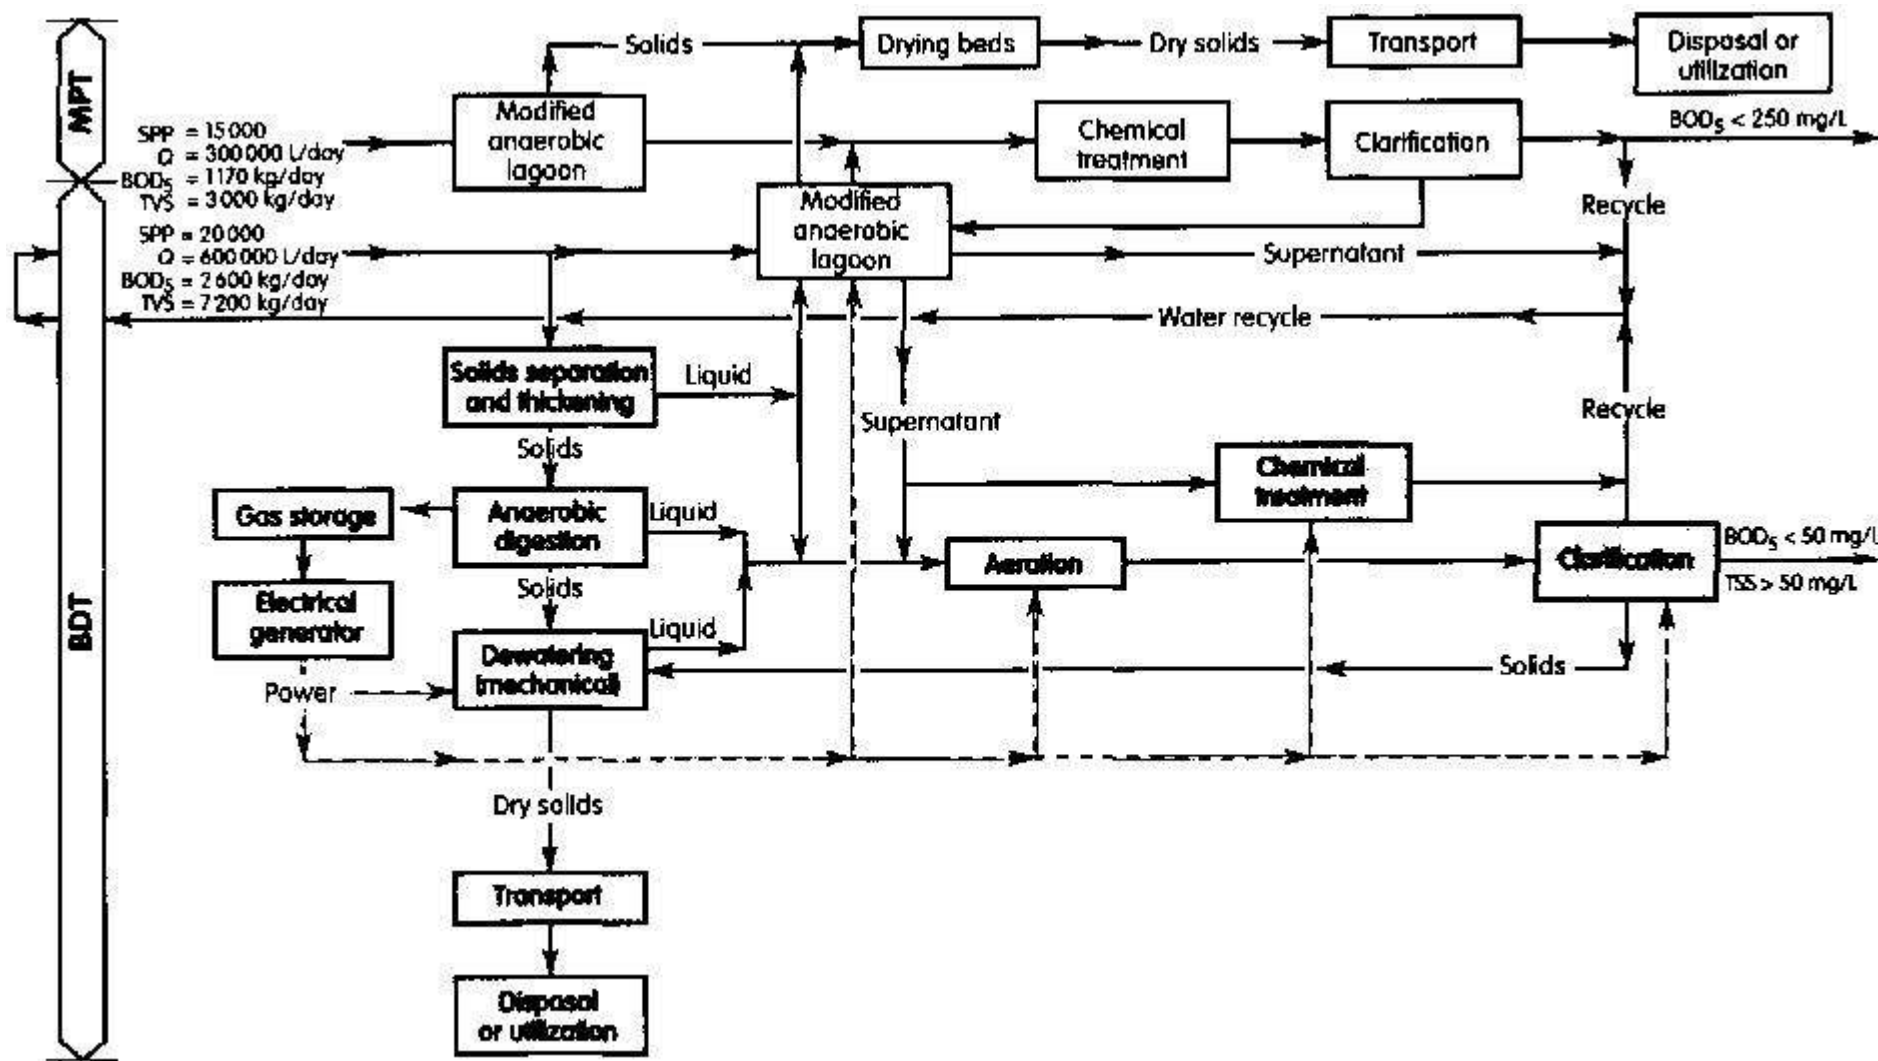 Solids
Drying beds
Dry solids
Transport
Disposal or
utilization
MPT
SPP = 15 000
Q = 300 000 L/day
BOD₅ = 1170 kg/day
TVS = 3 000 kg/day
Modified
anaerobic
lagoon
Chemical
treatment
Clarification
BOD₅ < 250 mg/L
Recycle
SPP = 20 000
Q = 600 000 L/day
BOD₅ = 2 600 kg/day
TVS = 7 200 kg/day
Modified
anaerobic
lagoon
Supernatant
Water recycle
Solids separation
and thickening
Liquid
Supernatant
Recycle
Solids
Chemical
treatment
Gas storage
Anaerobic
digestion
Liquid
Aeration
Clarification
BOD₅ < 50 mg/L
TSS > 50 mg/L
Solids
Electrical
generator
BDT
Liquid
Dewatering
(mechanical)
Solids
Power
Dry solids
Transport
Disposal
or utilization